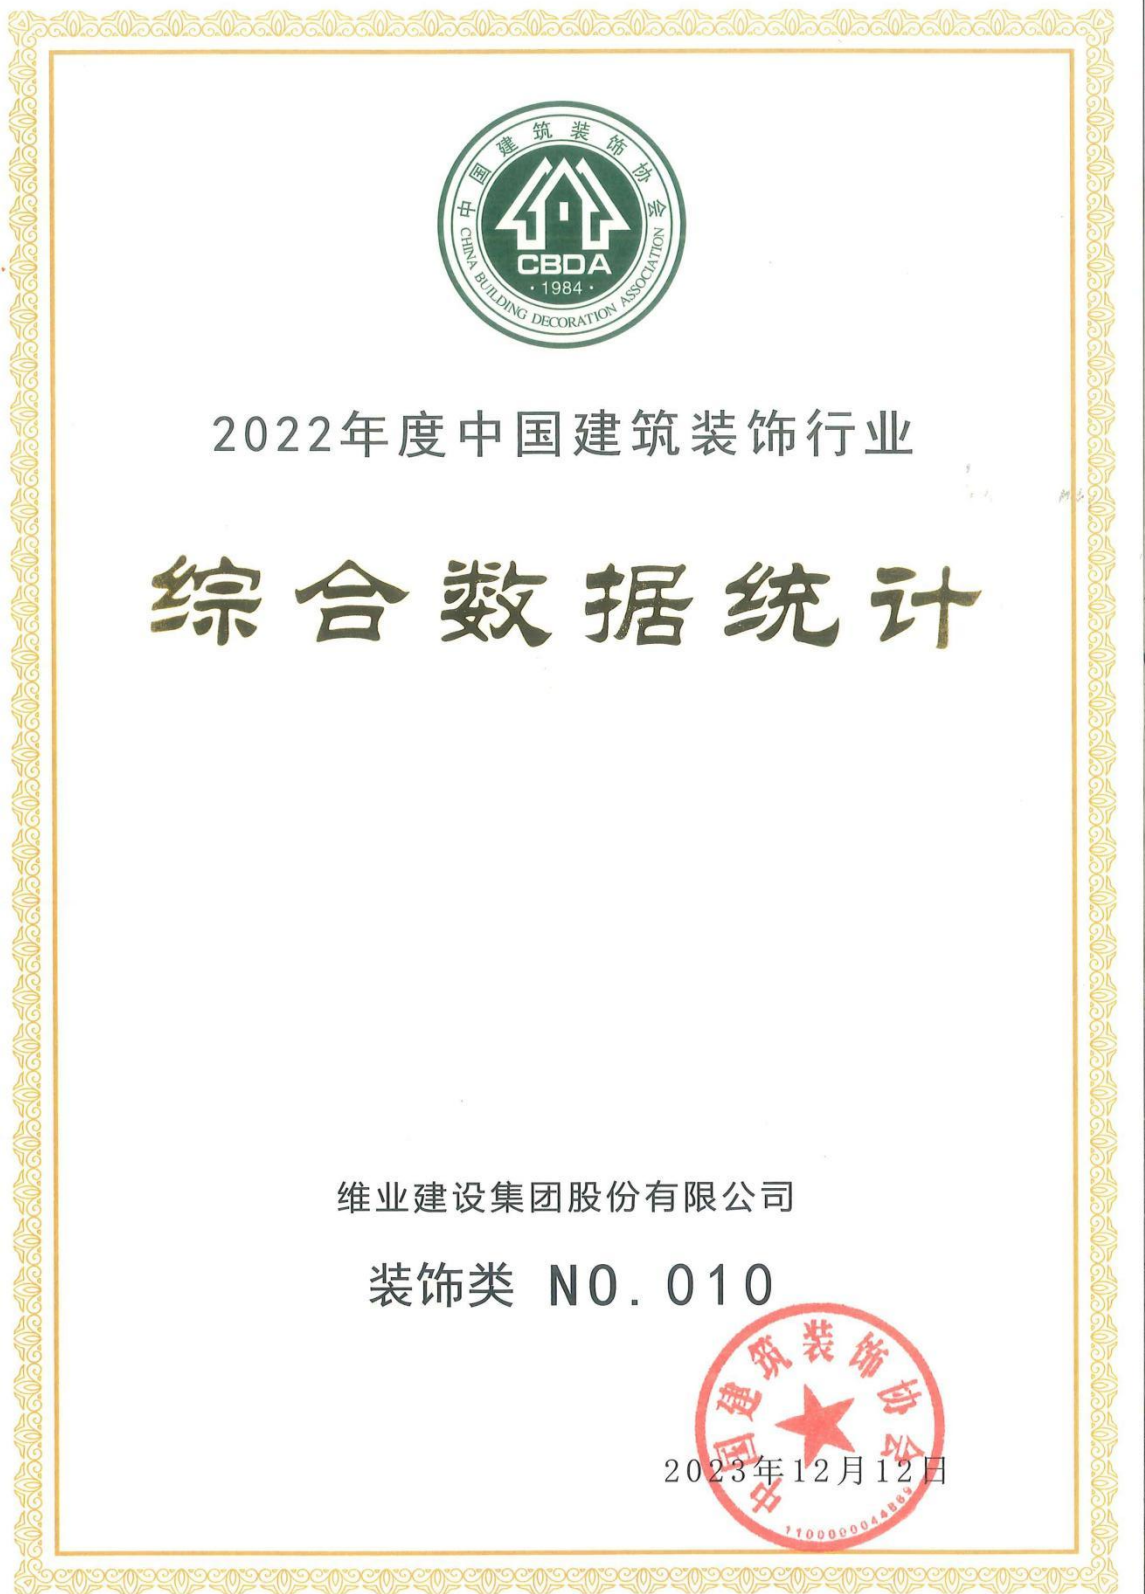 中国建筑装饰协会
CBDA
·1984·
CHINA BUILDING DECORATION ASSOCIATION
2022年度中国建筑装饰行业
综合数据统计
维业建设集团股份有限公司
装饰类 NO.010
中国建筑装饰协会
2023年12月12日